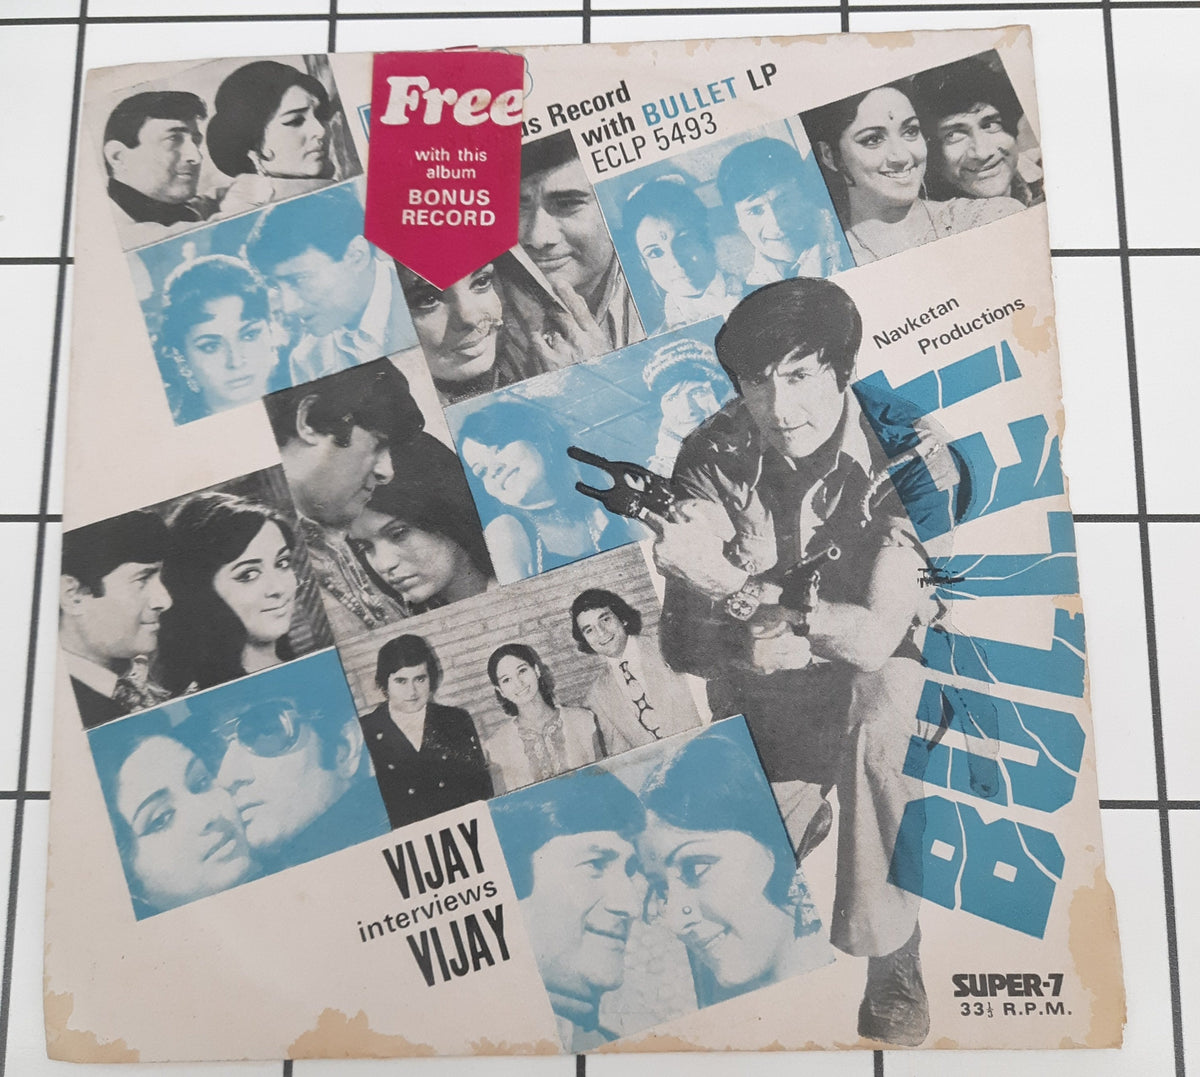 Free
with this
album
BONUS
RECORD
Record
with BULLET LP
ECLP 5493
Navketan
Productions
BULLET
VIJAY
interviews
VIJAY
SUPER-7
33⅓ R.P.M.